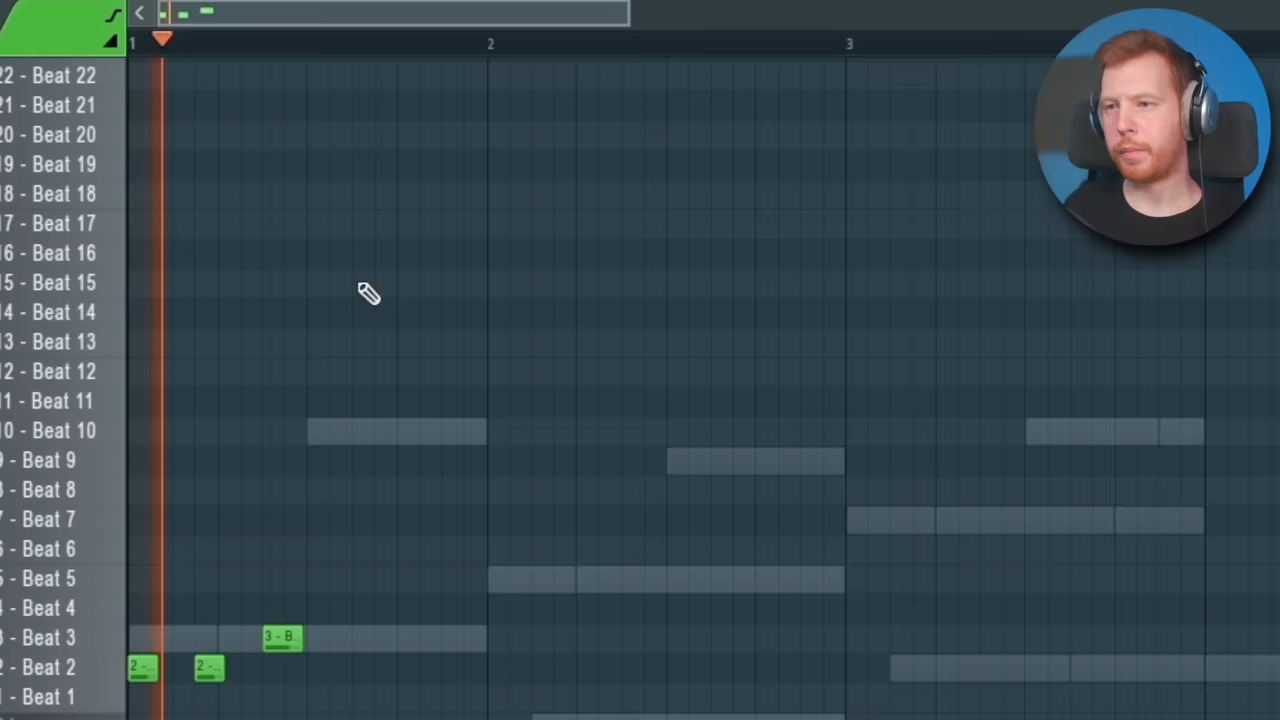 1 2 3
22 - Beat 22
21 - Beat 21
20 - Beat 20
19 - Beat 19
18 - Beat 18
17 - Beat 17
16 - Beat 16
15 - Beat 15
14 - Beat 14
13 - Beat 13
12 - Beat 12
11 - Beat 11
10 - Beat 10
9 - Beat 9
8 - Beat 8
7 - Beat 7
6 - Beat 6
5 - Beat 5
4 - Beat 4
3 - Beat 3 3 - B...
2 - Beat 2 2 -... 2 -...
1 - Beat 1